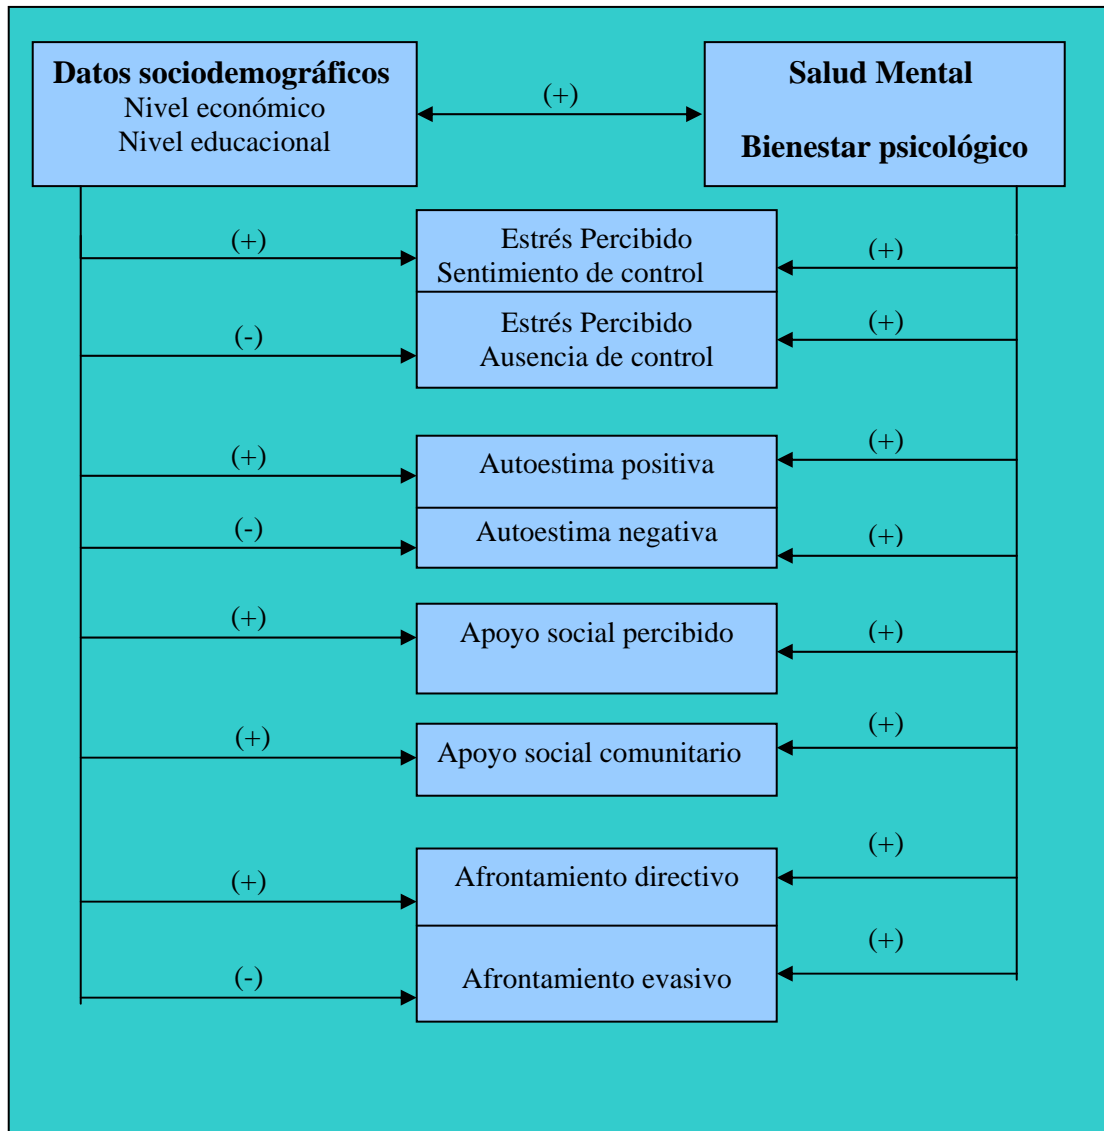 Datos sociodemográficos
Nivel económico
Nivel educacional
(+)
Salud Mental
Bienestar psicológico
(+)
Estrés Percibido
Sentimiento de control
(+)
(-)
Estrés Percibido
Ausencia de control
(+)
(+)
Autoestima positiva
(+)
(-)
Autoestima negativa
(+)
(+)
Apoyo social percibido
(+)
(+)
Apoyo social comunitario
(+)
(+)
Afrontamiento directivo
(+)
(-)
Afrontamiento evasivo
(+)